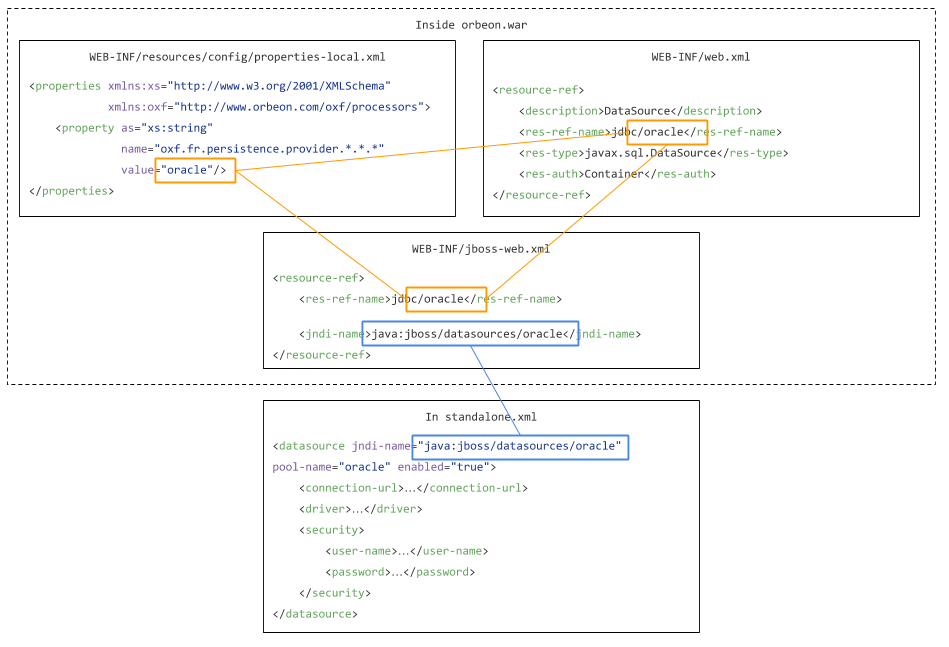 Inside orbeon.war
WEB-INF/resources/config/properties-local.xml
<properties xmlns:xs="http://www.w3.org/2001/XMLSchema"
xmlns:oxf="http://www.orbeon.com/oxf/processors">
<property as="xs:string"
name="oxf.fr.persistence.provider.*.*.*"
value="oracle"/>
</properties>
WEB-INF/web.xml
<resource-ref>
<description>DataSource</description>
<res-ref-name>jdbc/oracle</res-ref-name>
<res-type>javax.sql.DataSource</res-type>
<res-auth>Container</res-auth>
</resource-ref>
WEB-INF/jboss-web.xml
<resource-ref>
<res-ref-name>jdbc/oracle</res-ref-name>
<jndi-name>java:jboss/datasources/oracle</jndi-name>
</resource-ref>
In standalone.xml
<datasource jndi-name="java:jboss/datasources/oracle"
pool-name="oracle" enabled="true">
<connection-url>…</connection-url>
<driver>…</driver>
<security>
<user-name>…</user-name>
<password>…</password>
</security>
</datasource>